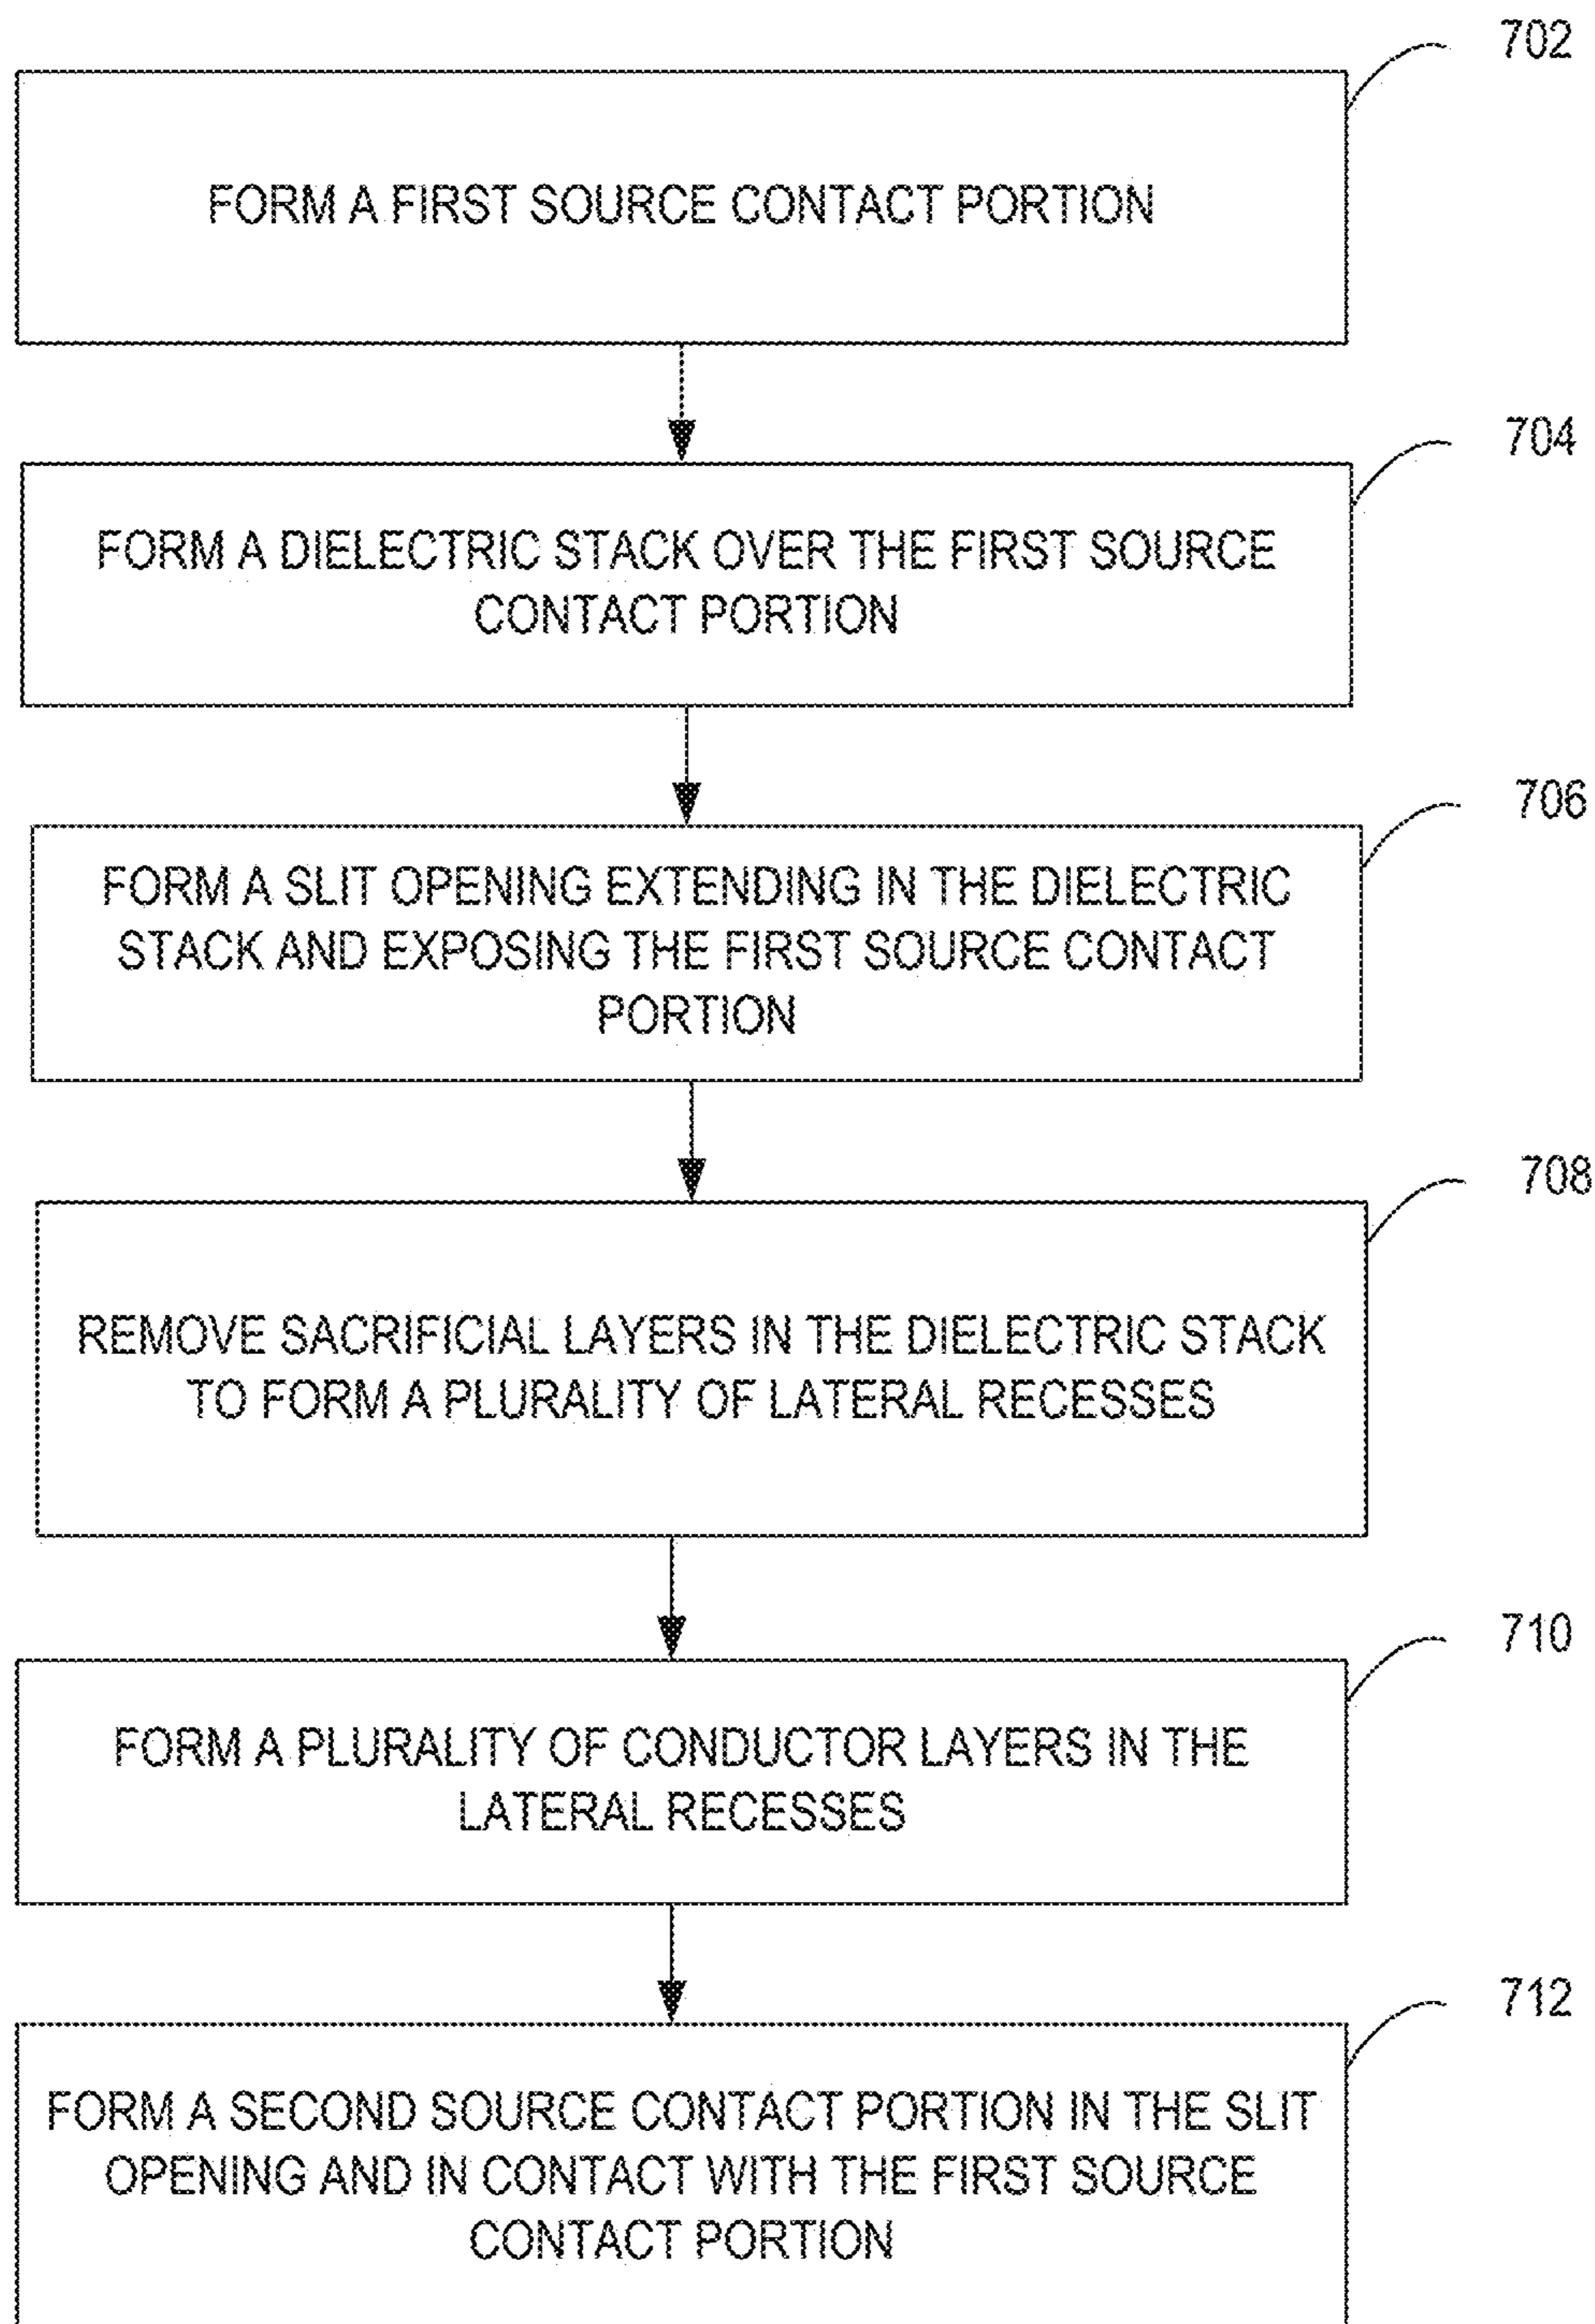 702
FORM A FIRST SOURCE CONTACT PORTION
704
FORM A DIELECTRIC STACK OVER THE FIRST SOURCE
CONTACT PORTION
706
FORM A SLIT OPENING EXTENDING IN THE DIELECTRIC
STACK AND EXPOSING THE FIRST SOURCE CONTACT
PORTION
708
REMOVE SACRIFICIAL LAYERS IN THE DIELECTRIC STACK
TO FORM A PLURALITY OF LATERAL RECESSES
710
FORM A PLURALITY OF CONDUCTOR LAYERS IN THE
LATERAL RECESSES
712
FORM A SECOND SOURCE CONTACT PORTION IN THE SLIT
OPENING AND IN CONTACT WITH THE FIRST SOURCE
CONTACT PORTION